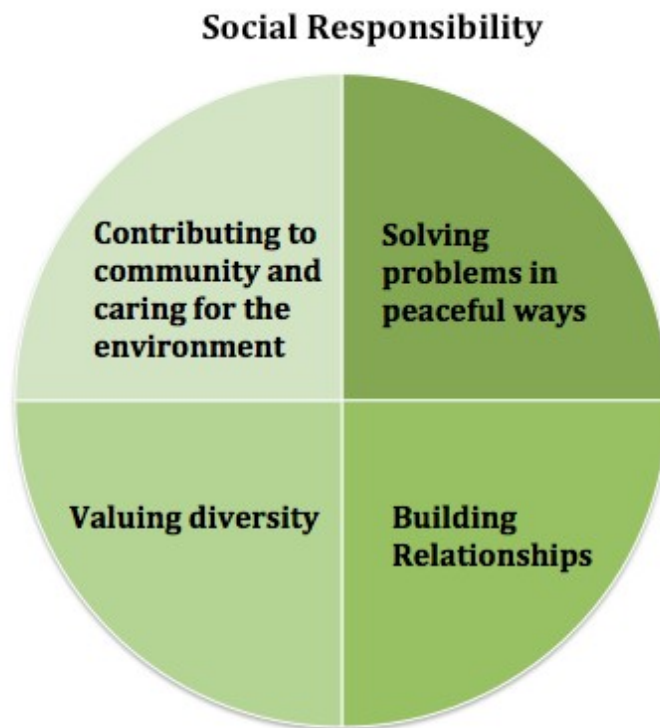 Social Responsibility
Contributing to
community and
caring for the
environment
Solving
problems in
peaceful ways
Valuing diversity
Building
Relationships